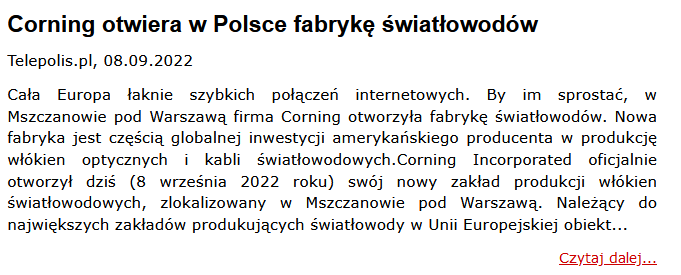 Corning otwiera w Polsce fabrykę światłowodów
Telepolis.pl, 08.09.2022
Cała Europa łaknie szybkich połączeń internetowych. By im sprostać, w
Mszczanowie pod Warszawą firma Corning otworzyła fabrykę światłowodów. Nowa
fabryka jest częścią globalnej inwestycji amerykańskiego producenta w produkcję
włókien optycznych i kabli światłowodowych.Corning Incorporated oficjalnie
otworzył dziś (8 września 2022 roku) swój nowy zakład produkcji włókien
światłowodowych, zlokalizowany w Mszczanowie pod Warszawą. Należący do
największych zakładów produkujących światłowody w Unii Europejskiej obiekt...
Czytaj dalej...